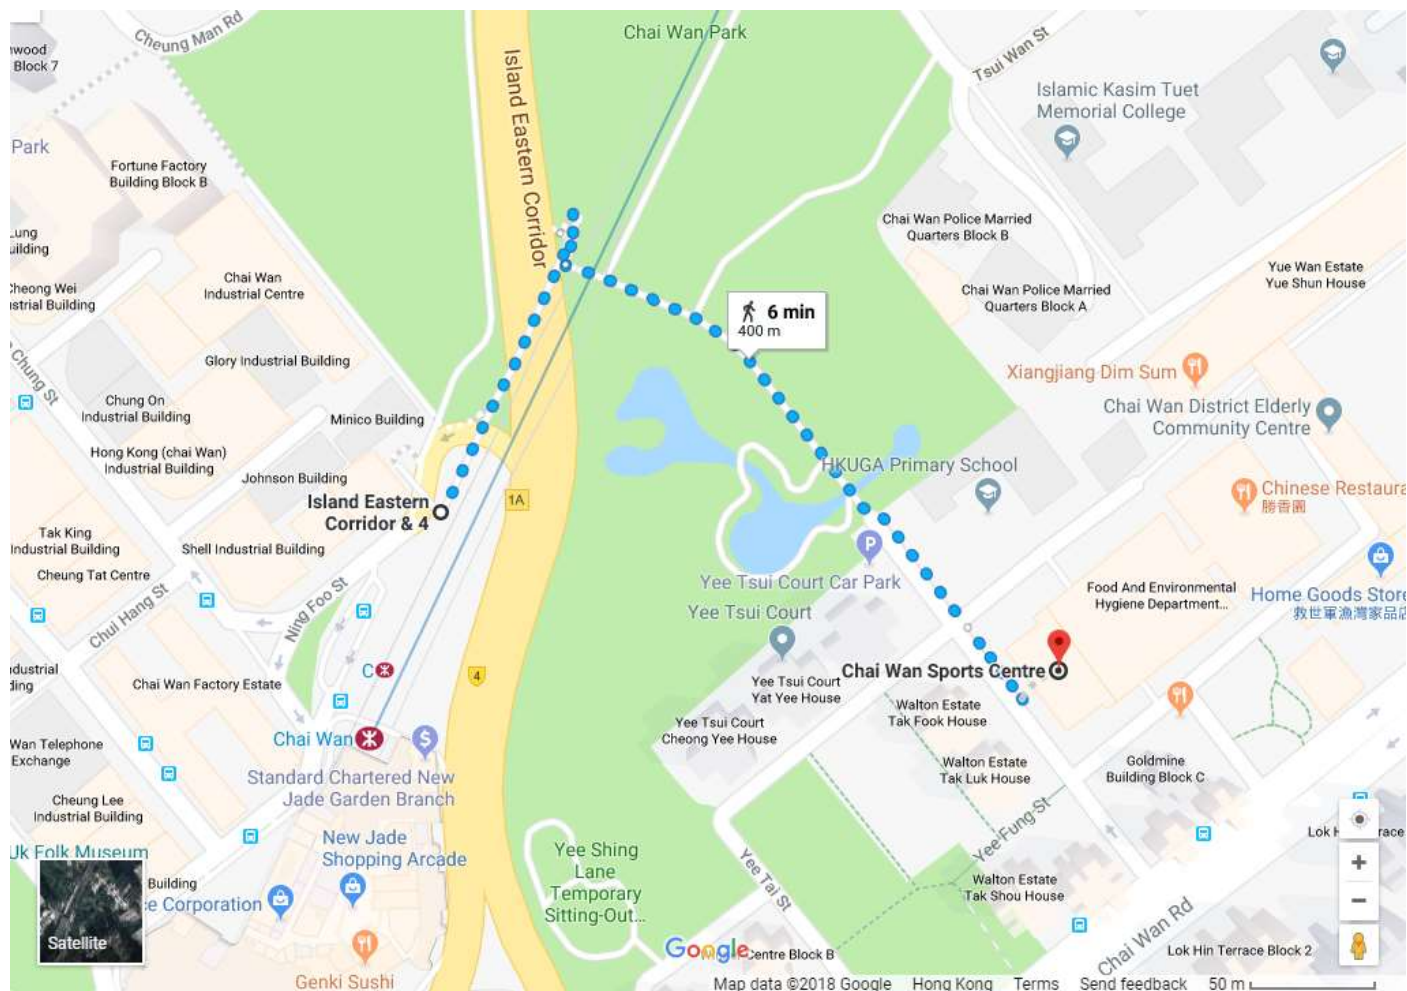 Cheung Man Rd
Chai Wan Park
Tsui Wan St
Block 7
Island Eastern Corridor
Islamic Kasim Tuet
Memorial College
Park
Fortune Factory
Building Block B
Chai Wan Police Married
Quarters Block B
Chai Wan
Industrial Centre
Cheong Wei
Yue Wan Estate
Yue Shun House
Chai Wan Police Married
Quarters Block A
6 min
400 m
Glory Industrial Building
Xiangjiang Dim Sum
Chung On
Industrial Building
Minico Building
Chai Wan District Elderly
Community Centre
Hong Kong (chai Wan)
Industrial Building
HKUGA Primary School
Johnson Building
Island Eastern
Corridor & 4
1A
Chinese
勝香園
Tak King
Industrial Building
Shell Industrial Building
Cheung Tat Centre
P
Yee Tsui Court Car Park
Yee Tsui Court
Food And Environmental
Hygiene Department...
Home Goods Store
救世軍漁灣家品店
Chui Hang St
Ning Foo St
4
Chai Wan Factory Estate
Chai Wan Sports Centre
Yee Tsui Court
Yat Yee House
Walton Estate
Tak Fook House
Yee Tsui Court
Cheong Yee House
Chai Wan
Wan Telephone
Exchange
Standard Chartered New
Jade Garden Branch
Walton Estate
Tak Luk House
Goldmine
Building Block C
Cheung Lee
Industrial Building
New Jade
Shopping Arcade
Yee Fung St
Uk Folk Museum
Yee Shing
Lane
Temporary
Sitting-Out...
Yee Tai St
Building
Corporation
Walton Estate
Tak Shou House
Satellite
Chai Wan Rd
Google
Centre Block B
Lok Hin Terrace Block 2
Genki Sushi
Map data ©2018 Google
Hong Kong
Terms
Send feedback
50 m